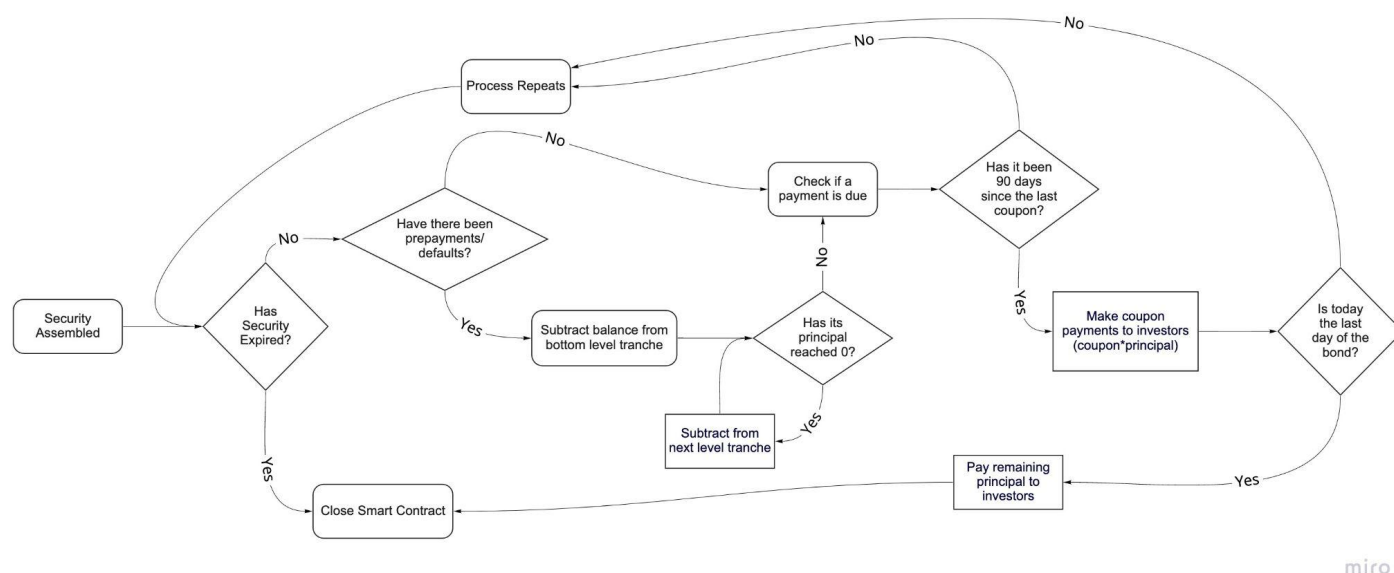 No
No
Process Repeats
No
Check if a
payment is due
Has it been
90 days
since the last
coupon?
Have there been
prepayments/
defaults?
No
No
Security
Assembled
Has
Security
Expired?
Yes
Subtract balance from
bottom level tranche
Has its
principal
reached 0?
Yes
Make coupon
payments to investors
(coupon*principal)
Is today
the last
day of the
bond?
Yes
Subtract from
next level tranche
Yes
Close Smart Contract
Pay remaining
principal to
investors
Yes
miro